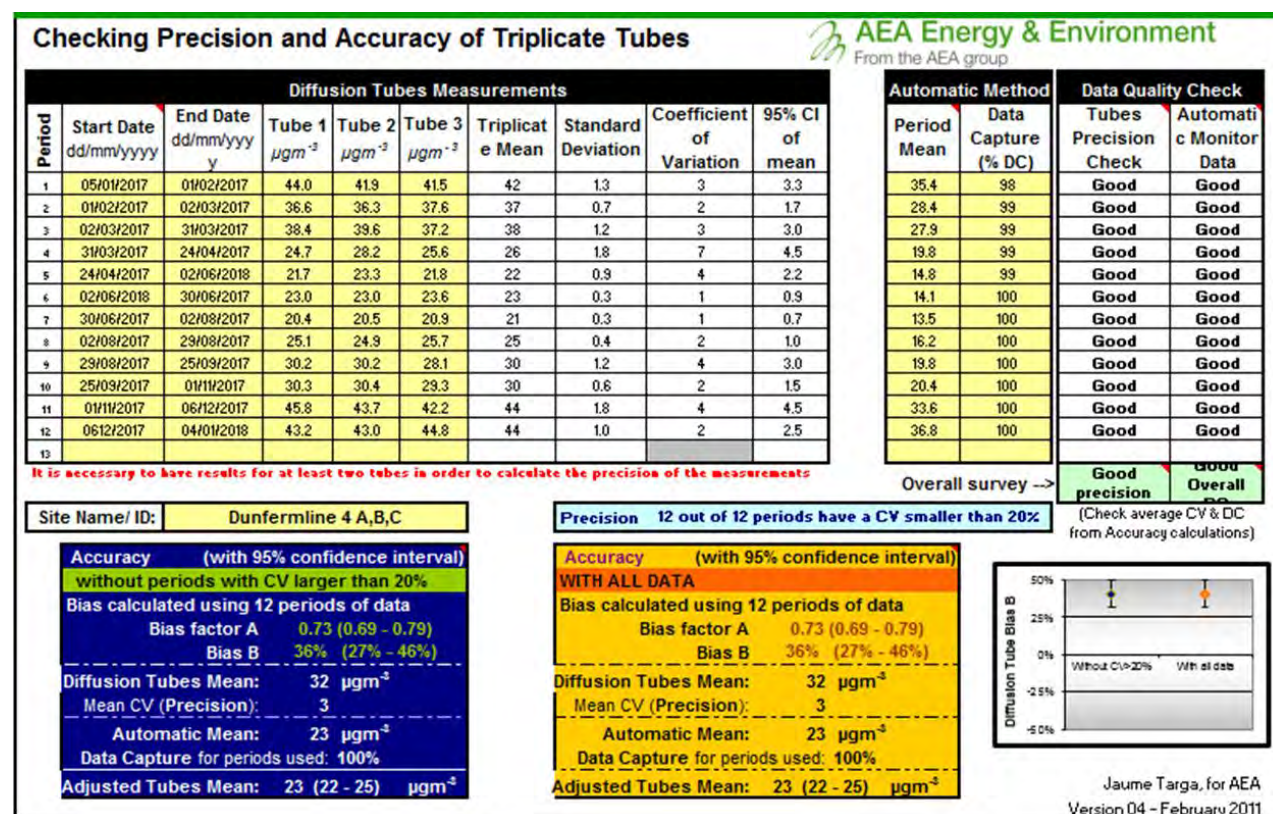 Checking Precision and Accuracy of Triplicate Tubes
AEA Energy & Environment
From the AEA group
Diffusion Tubes Measurements
Automatic Method
Data Quality Check
Period Start Date dd/mm/yyyy End Date dd/mm/yyy y Tube 1 µgm-3 Tube 2 µgm-3 Tube 3 µgm-3 Triplicat e Mean Standard Deviation Coefficient of Variation 95% CI of mean Period Mean Data Capture (% DC) Tubes Precision Check Automati c Monitor Data
1 05/01/2017 01/02/2017 44.0 41.9 41.5 42 1.3 3 3.3 35.4 98 Good Good
2 01/02/2017 02/03/2017 36.6 36.3 37.6 37 0.7 2 1.7 28.4 99 Good Good
3 02/03/2017 31/03/2017 38.4 39.6 37.2 38 1.2 3 3.0 27.9 99 Good Good
4 31/03/2017 24/04/2017 24.7 28.2 25.6 26 1.8 7 4.5 19.8 99 Good Good
5 24/04/2017 02/06/2018 21.7 23.3 21.8 22 0.9 4 2.2 14.8 99 Good Good
6 02/06/2018 30/06/2017 23.0 23.0 23.6 23 0.3 1 0.9 14.1 100 Good Good
7 30/06/2017 02/08/2017 20.4 20.5 20.9 21 0.3 1 0.7 13.5 100 Good Good
8 02/08/2017 29/08/2017 25.1 24.9 25.7 25 0.4 2 1.0 16.2 100 Good Good
9 29/08/2017 25/09/2017 30.2 30.2 28.1 30 1.2 4 3.0 19.8 100 Good Good
10 25/09/2017 01/11/2017 30.3 30.4 29.3 30 0.6 2 1.5 20.4 100 Good Good
11 01/11/2017 06/12/2017 45.8 43.7 42.2 44 1.8 4 4.5 33.6 100 Good Good
12 0612/2017 04/01/2018 43.2 43.0 44.8 44 1.0 2 2.5 36.8 100 Good Good
13
It is necessary to have results for at least two tubes in order to calculate the precision of the measurements
Overall survey -->
Good precision
Good Overall
(Check average CV & DC
from Accuracy calculations)
Site Name/ ID: Dunfermline 4 A,B,C
Precision 12 out of 12 periods have a CV smaller than 20%
Accuracy (with 95% confidence interval)
without periods with CV larger than 20%
Bias calculated using 12 periods of data
Bias factor A 0.73 (0.69 - 0.79)
Bias B 36% (27% - 46%)
Diffusion Tubes Mean: 32 µgm-3
Mean CV (Precision): 3
Automatic Mean: 23 µgm-3
Data Capture for periods used: 100%
Adjusted Tubes Mean: 23 (22 - 25) µgm-3
Accuracy (with 95% confidence interval)
WITH ALL DATA
Bias calculated using 12 periods of data
Bias factor A 0.73 (0.69 - 0.79)
Bias B 36% (27% - 46%)
Diffusion Tubes Mean: 32 µgm-3
Mean CV (Precision): 3
Automatic Mean: 23 µgm-3
Data Capture for periods used: 100%
Adjusted Tubes Mean: 23 (22 - 25) µgm-3
Diffusion Tube Bias B
50%
25%
0%
-25%
-50%
Without CV>20%
With all data
Jaume Targa, for AEA
Version 04 - February 2011